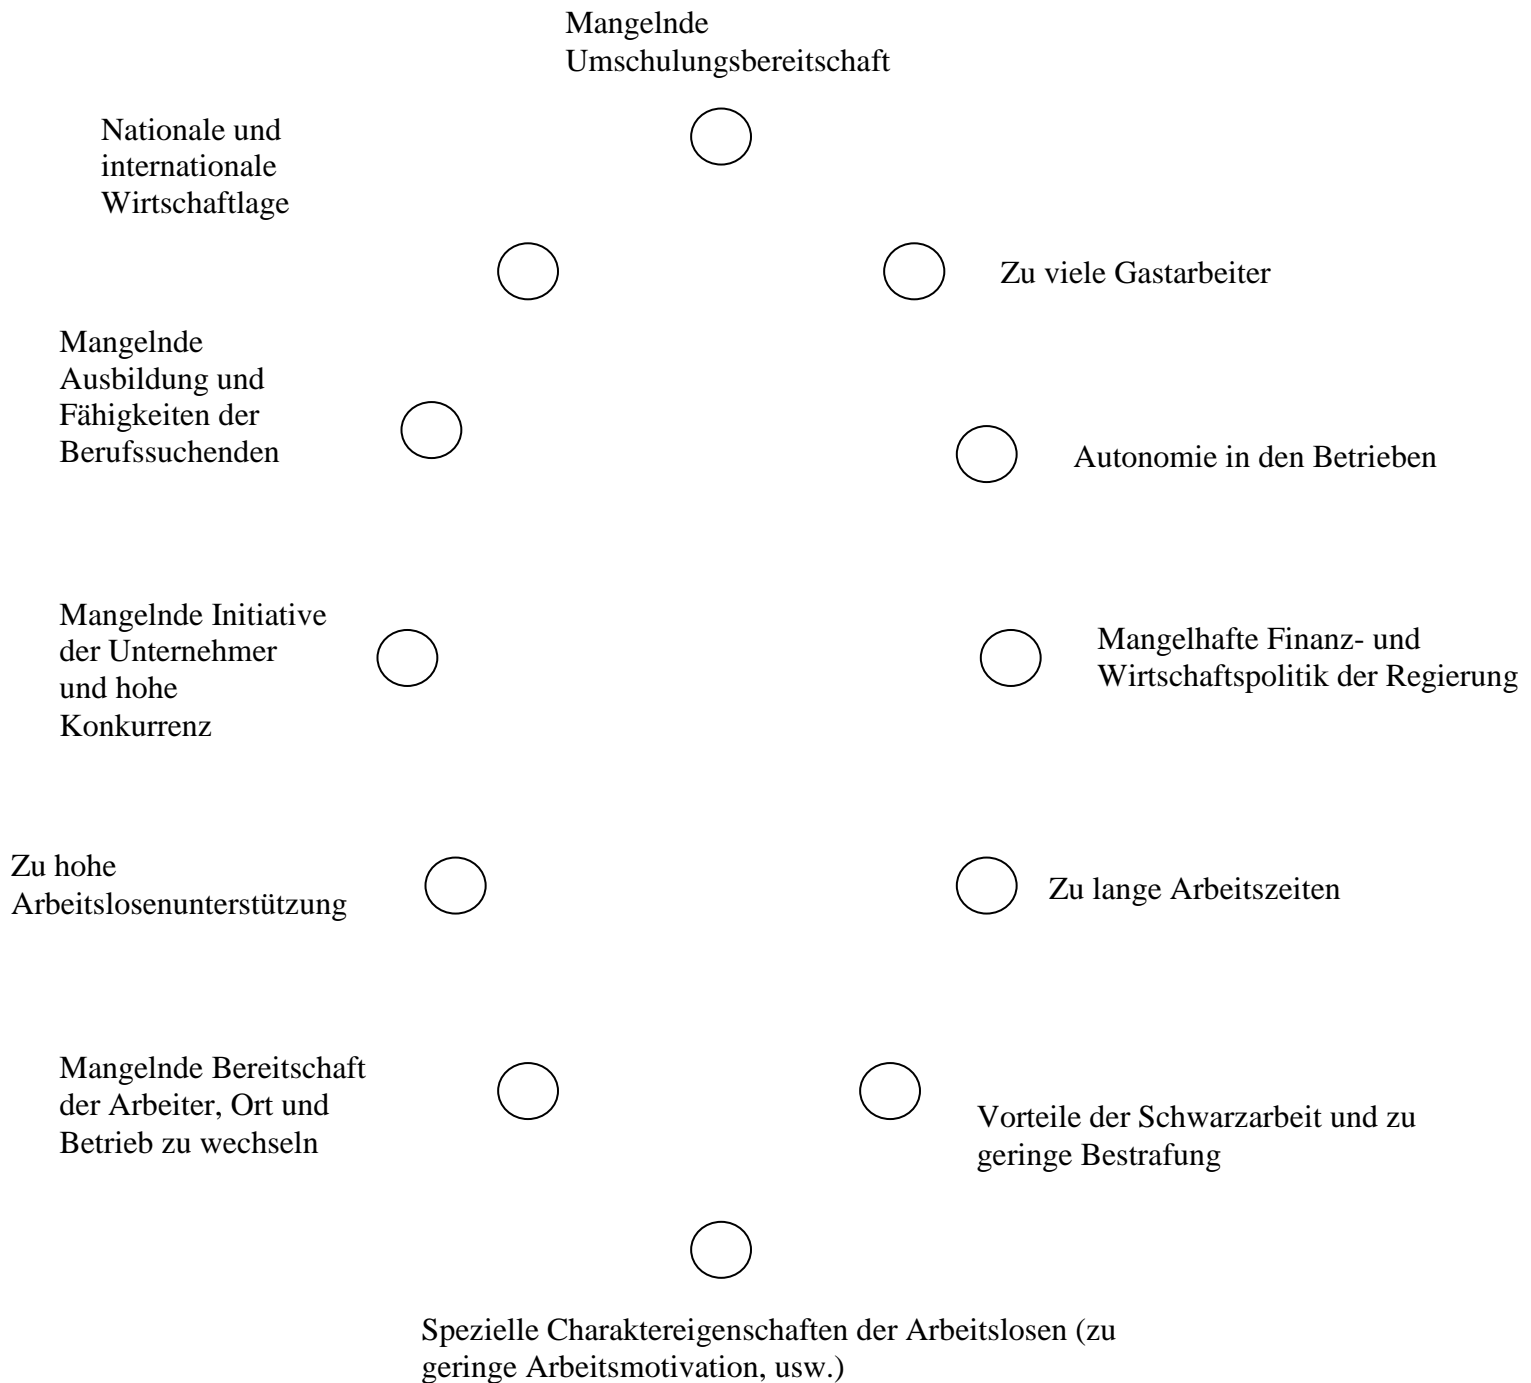 Mangelnde
Umschulungsbereitschaft
Nationale und
internationale
Wirtschaftlage
Zu viele Gastarbeiter
Mangelnde
Ausbildung und
Fähigkeiten der
Berufssuchenden
Autonomie in den Betrieben
Mangelnde Initiative
der Unternehmer
und hohe
Konkurrenz
Mangelhafte Finanz- und
Wirtschaftspolitik der Regierung
Zu hohe
Arbeitslosenunterstützung
Zu lange Arbeitszeiten
Mangelnde Bereitschaft
der Arbeiter, Ort und
Betrieb zu wechseln
Vorteile der Schwarzarbeit und zu
geringe Bestrafung
Spezielle Charaktereigenschaften der Arbeitslosen (zu
geringe Arbeitsmotivation, usw.)